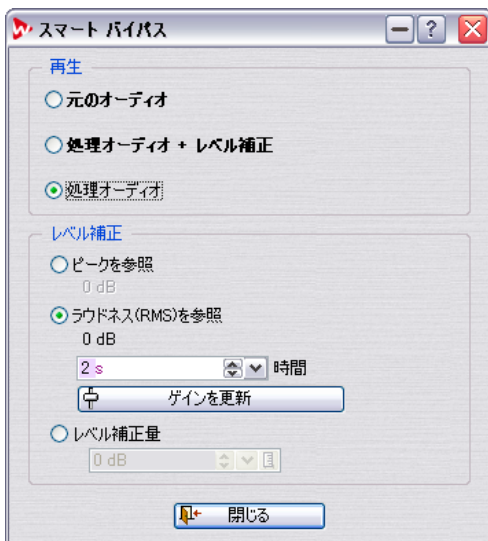 スマート バイパス
再生
元のオーディオ
処理オーディオ + レベル補正
処理オーディオ
レベル補正
ピークを参照
0 dB
ラウドネス(RMS)を参照
0 dB
2 s 時間
ゲインを更新
レベル補正量
0 dB
閉じる